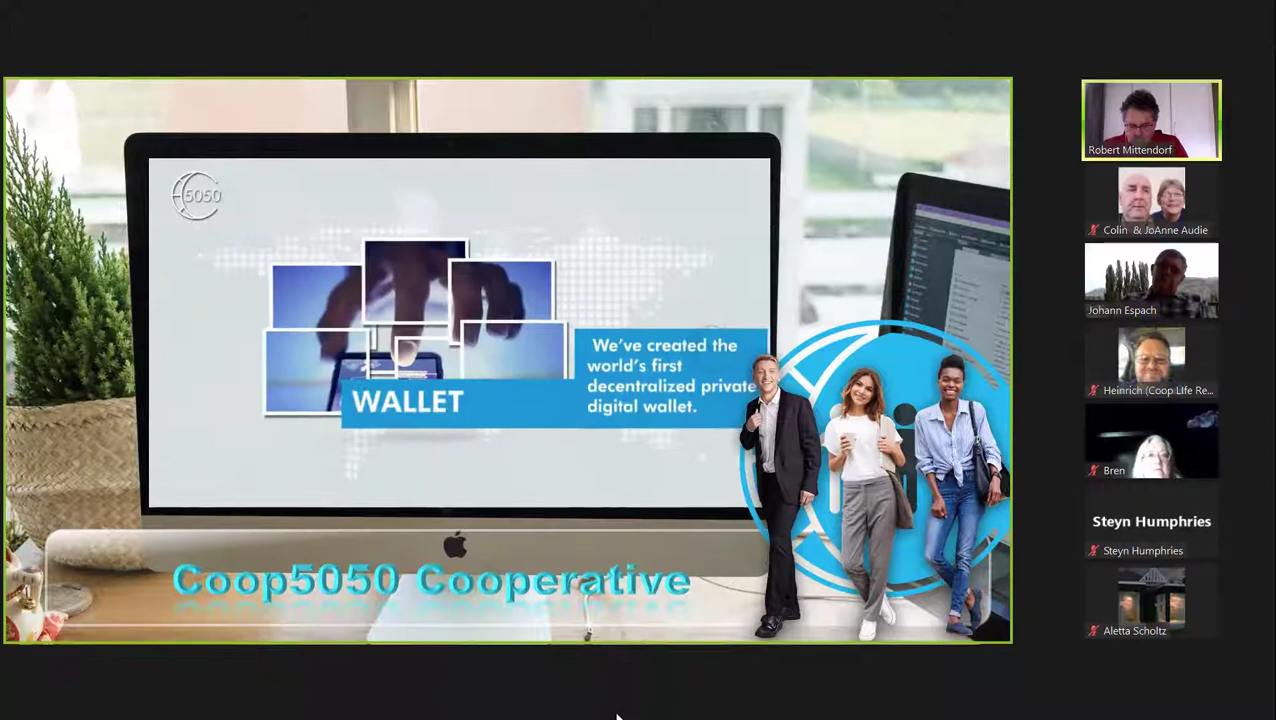 5050
We've created the
world's first
decentralized private
digital wallet.
WALLET
Coop5050 Cooperative
Robert Mittendorf
Colin & JoAnne Audie
Johann Espach
Heinrich (Coop LIfe Re...
Bren
Steyn Humphries
Steyn Humphries
Aletta Scholtz